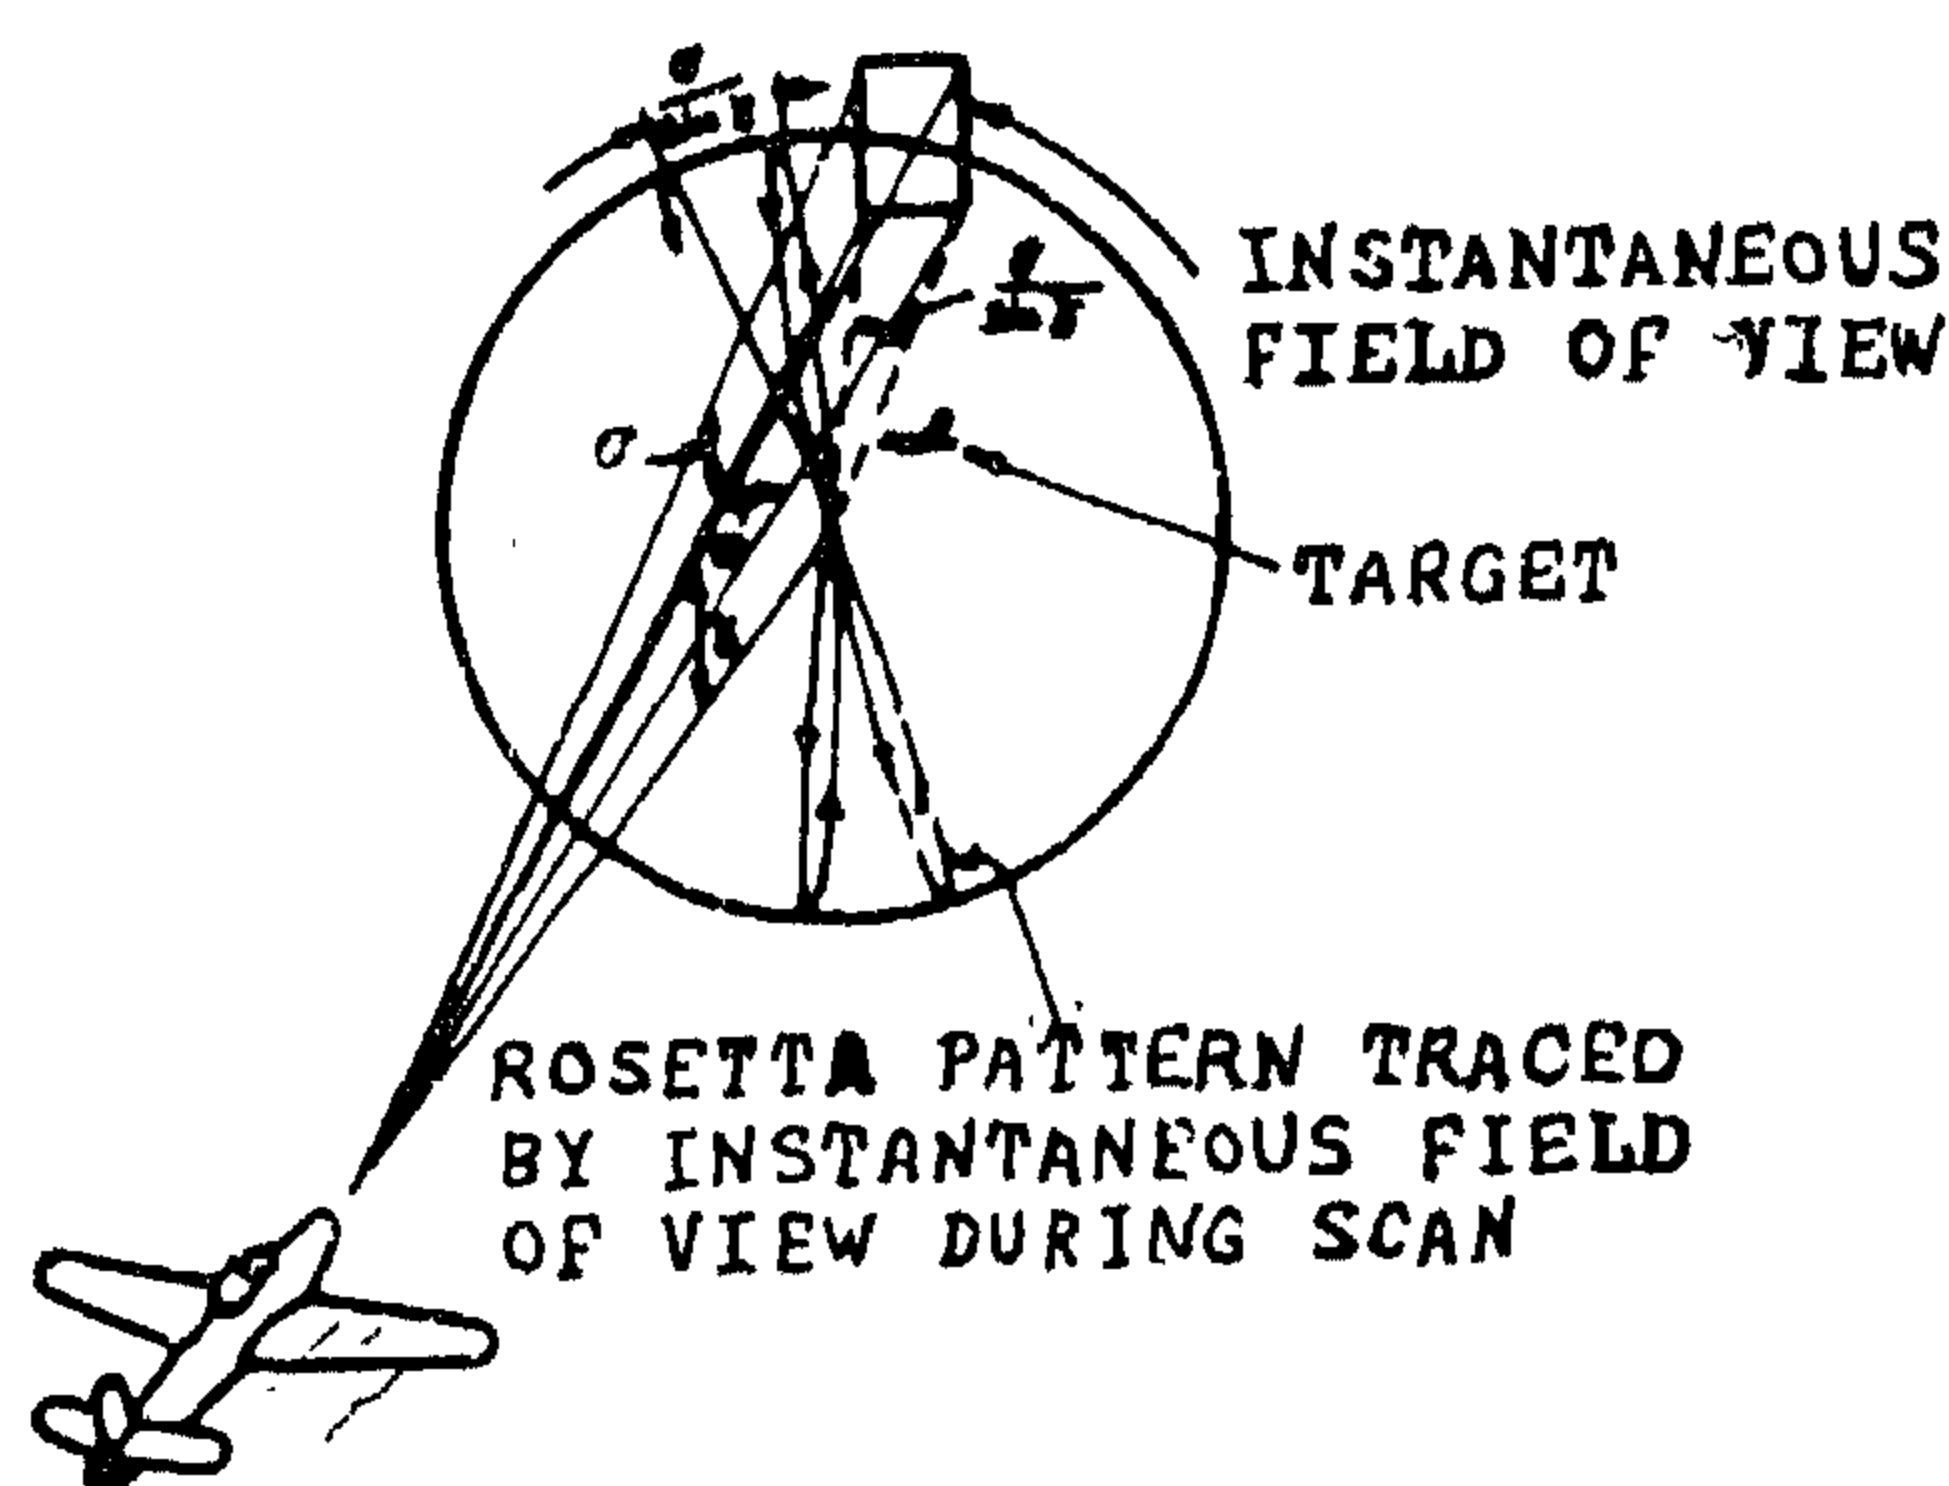 INSTANTANEOUS
FIELD OF VIEW
σ
TARGET
ROSETTA PATTERN TRACED
BY INSTANTANEOUS FIELD
OF VIEW DURING SCAN